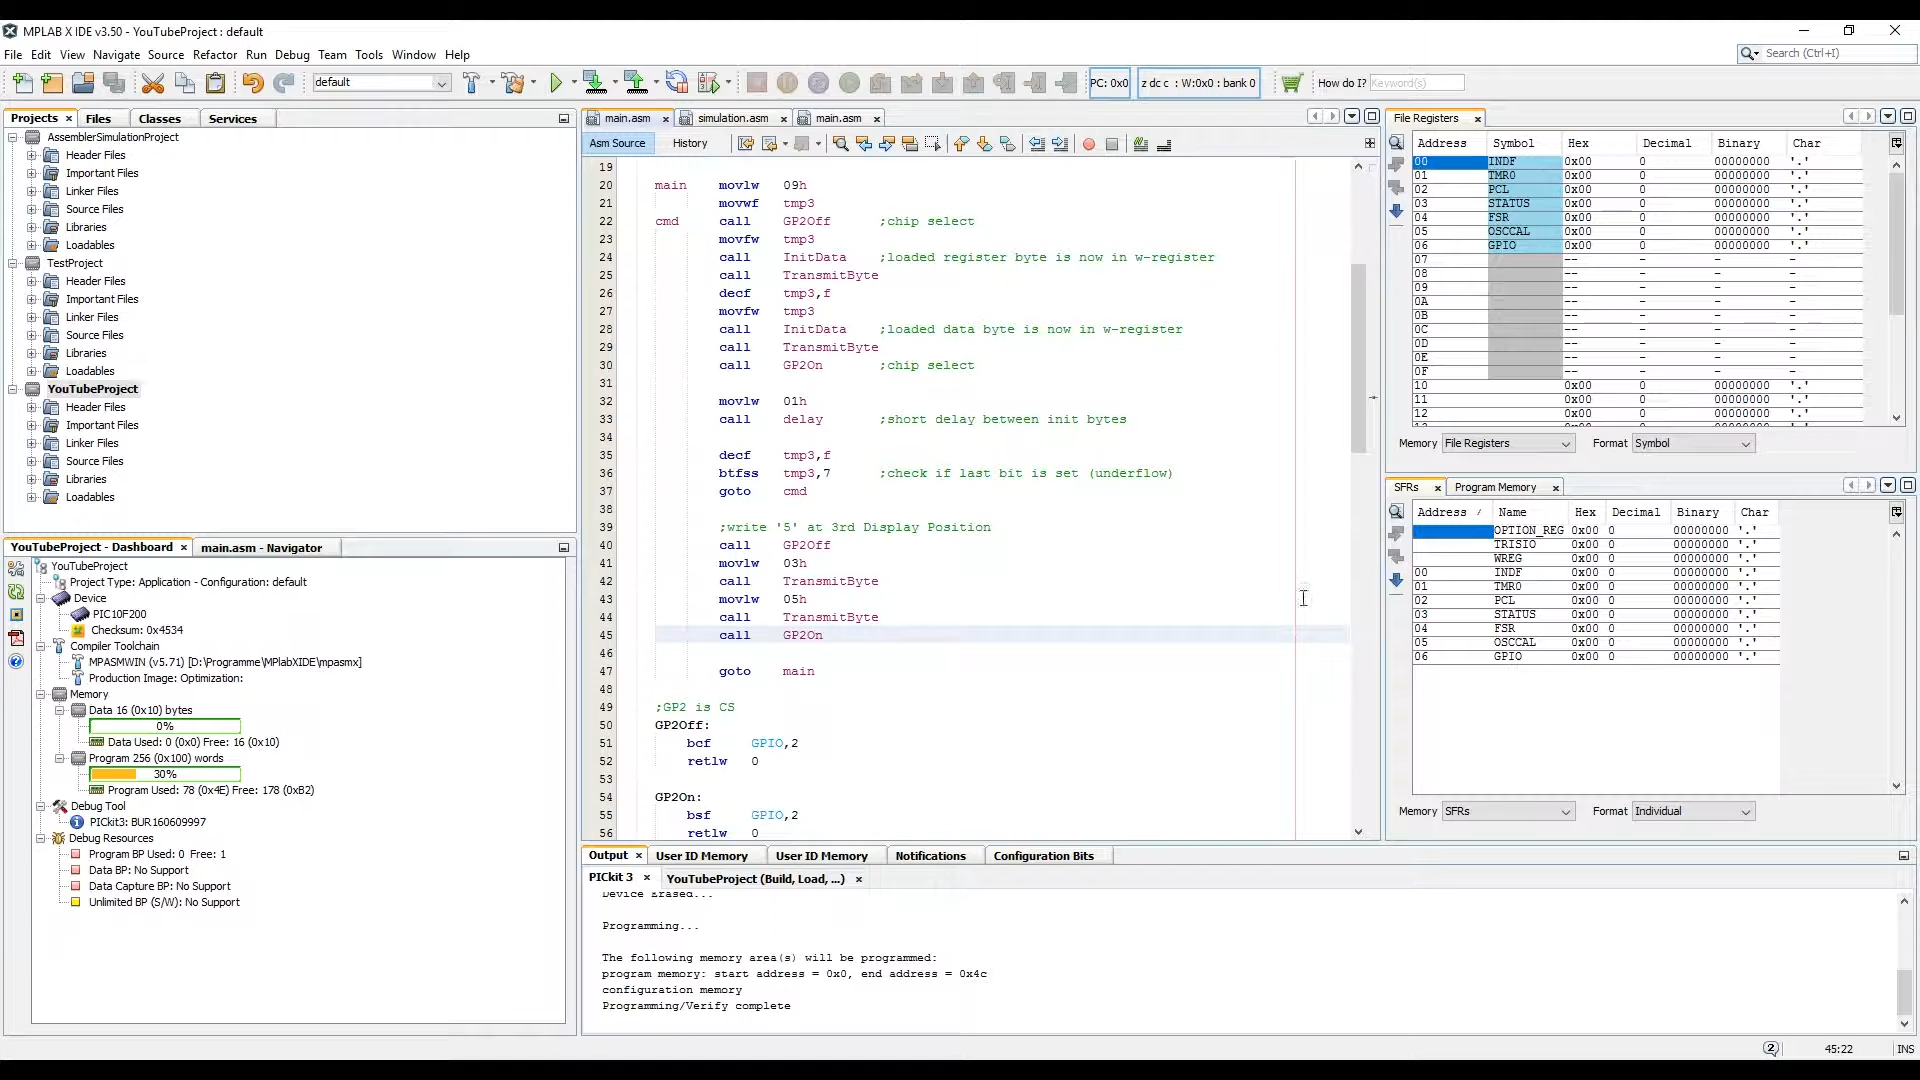 MPLAB X IDE v3.50 - YouTubeProject : default
File Edit View Navigate Source Refactor Run Debug Team Tools Window Help
Search (Ctrl+I)
default
PC: 0x0
z dc c : W:0x0 : bank 0
How do I? Keyword(s)
Projects Files Classes Services
AssemblerSimulationProject
Header Files
Important Files
Linker Files
Source Files
Libraries
Loadables
TestProject
Header Files
Important Files
Linker Files
Source Files
Libraries
Loadables
YouTubeProject
Header Files
Important Files
Linker Files
Source Files
Libraries
Loadables
YouTubeProject - Dashboard main.asm - Navigator
YouTubeProject
Project Type: Application - Configuration: default
Device
PIC10F200
Checksum: 0x4534
Compiler Toolchain
MPASMWIN (v5.71) [D:\Programme\MPlabXIDE\mpasmx]
Production Image: Optimization:
Memory
Data 16 (0x10) bytes
0%
Data Used: 0 (0x0) Free: 16 (0x10)
Program 256 (0x100) words
30%
Program Used: 78 (0x4E) Free: 178 (0xB2)
Debug Tool
PICkit3: BUR160609997
Debug Resources
Program BP Used: 0 Free: 1
Data BP: No Support
Data Capture BP: No Support
Unlimited BP (S/W): No Support
main.asm simulation.asm main.asm
Asm Source History
19
20 main movlw 09h
21 movwf tmp3
22 cmd call GP2Off ;chip select
23 movfw tmp3
24 call InitData ;loaded register byte is now in w-register
25 call TransmitByte
26 decf tmp3,f
27 movfw tmp3
28 call InitData ;loaded data byte is now in w-register
29 call TransmitByte
30 call GP2On ;chip select
31
32 movlw 01h
33 call delay ;short delay between init bytes
34
35 decf tmp3,f
36 btfss tmp3,7 ;check if last bit is set (underflow)
37 goto cmd
38
39 ;write '5' at 3rd Display Position
40 call GP2Off
41 movlw 03h
42 call TransmitByte
43 movlw 05h
44 call TransmitByte
45 call GP2On
46
47 goto main
48
49 ;GP2 is CS
50 GP2Off:
51 bcf GPIO,2
52 retlw 0
53
54 GP2On:
55 bsf GPIO,2
56 retlw 0
File Registers
Address Symbol Hex Decimal Binary Char
00 INDF 0x00 0 00000000 '.'
01 TMR0 0x00 0 00000000 '.'
02 PCL 0x00 0 00000000 '.'
03 STATUS 0x00 0 00000000 '.'
04 FSR 0x00 0 00000000 '.'
05 OSCCAL 0x00 0 00000000 '.'
06 GPIO 0x00 0 00000000 '.'
07 -- - - -
08 -- - - -
09 -- - - -
0A -- - - -
0B -- - - -
0C -- - - -
0D -- - - -
0E -- - - -
0F -- - - -
10 0x00 0 00000000 '.'
11 0x00 0 00000000 '.'
12 0x00 0 00000000 '.'
Memory File Registers Format Symbol
SFRs Program Memory
Address / Name Hex Decimal Binary Char
OPTION_REG 0x00 0 00000000 '.'
TRISIO 0x00 0 00000000 '.'
WREG 0x00 0 00000000 '.'
00 INDF 0x00 0 00000000 '.'
01 TMR0 0x00 0 00000000 '.'
02 PCL 0x00 0 00000000 '.'
03 STATUS 0x00 0 00000000 '.'
04 FSR 0x00 0 00000000 '.'
05 OSCCAL 0x00 0 00000000 '.'
06 GPIO 0x00 0 00000000 '.'
Memory SFRs Format Individual
Output User ID Memory User ID Memory Notifications Configuration Bits
PICkit 3 YouTubeProject (Build, Load, ...)
Device Erased...
Programming...
The following memory area(s) will be programmed:
program memory: start address = 0x0, end address = 0x4c
configuration memory
Programming/Verify complete
2 45:22 INS